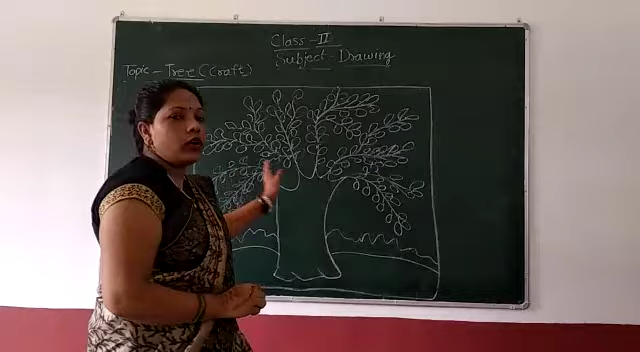 Class - II
Subject - Drawing
Topic - Tree (Craft)